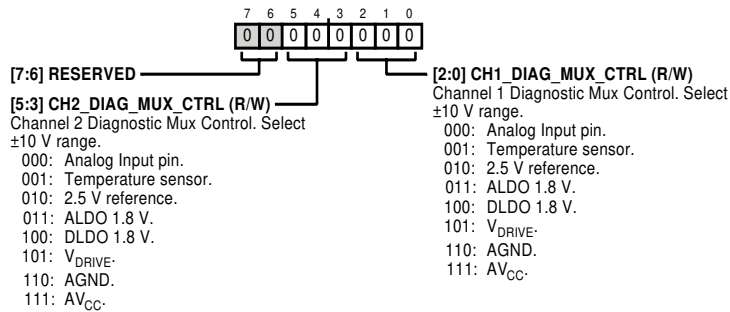 7 6 5 4 3 2 1 0
0 0 0 0 0 0 0 0
[7:6] RESERVED
[5:3] CH2_DIAG_MUX_CTRL (R/W)
Channel 2 Diagnostic Mux Control. Select
±10 V range.
000: Analog Input pin.
001: Temperature sensor.
010: 2.5 V reference.
011: ALDO 1.8 V.
100: DLDO 1.8 V.
101: VDRIVE.
110: AGND.
111: AVCC.
[2:0] CH1_DIAG_MUX_CTRL (R/W)
Channel 1 Diagnostic Mux Control. Select
±10 V range.
000: Analog Input pin.
001: Temperature sensor.
010: 2.5 V reference.
011: ALDO 1.8 V.
100: DLDO 1.8 V.
101: VDRIVE.
110: AGND.
111: AVCC.